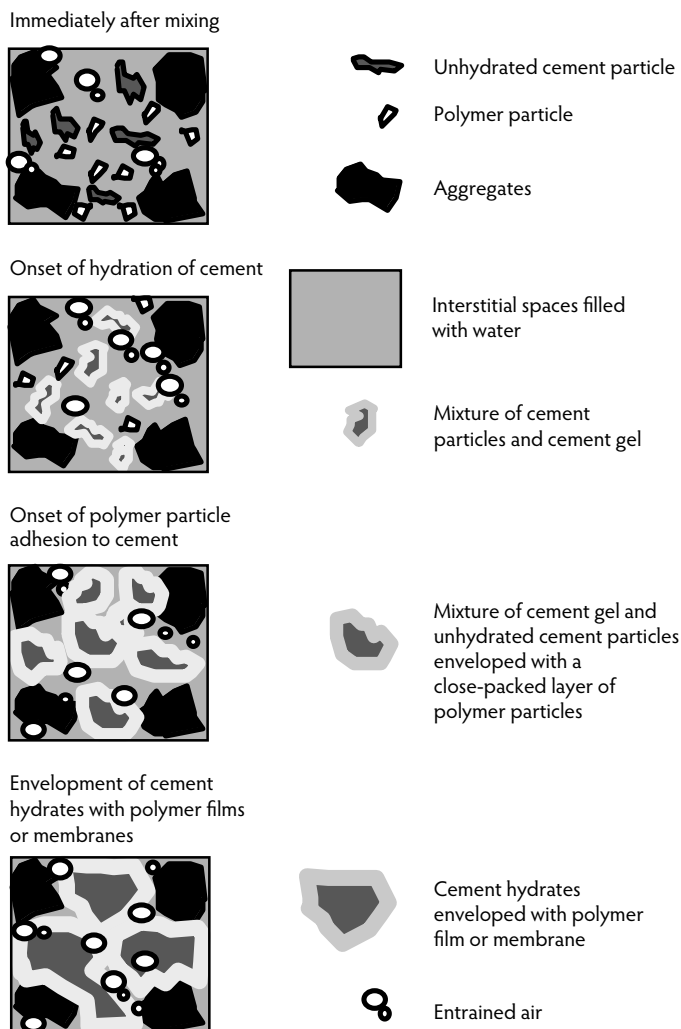 Immediately after mixing
Unhydrated cement particle
Polymer particle
Aggregates
Onset of hydration of cement
Interstitial spaces filled
with water
Mixture of cement
particles and cement gel
Onset of polymer particle
adhesion to cement
Mixture of cement gel and
unhydrated cement particles
enveloped with a
close-packed layer of
polymer particles
Envelopment of cement
hydrates with polymer films
or membranes
Cement hydrates
enveloped with polymer
film or membrane
Entrained air